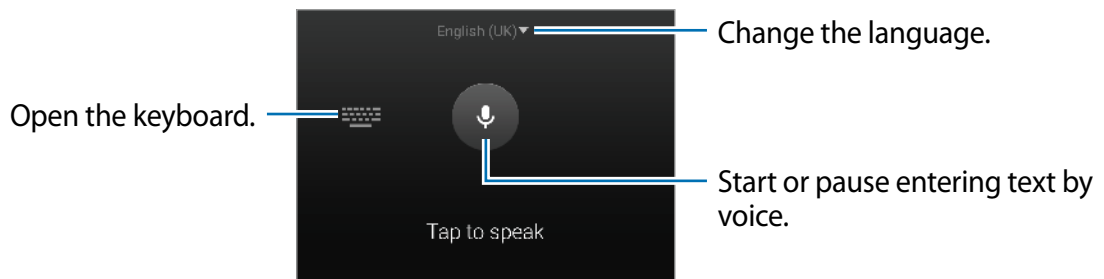 English (UK)
Change the language.
Open the keyboard.
Start or pause entering text by
voice.
Tap to speak